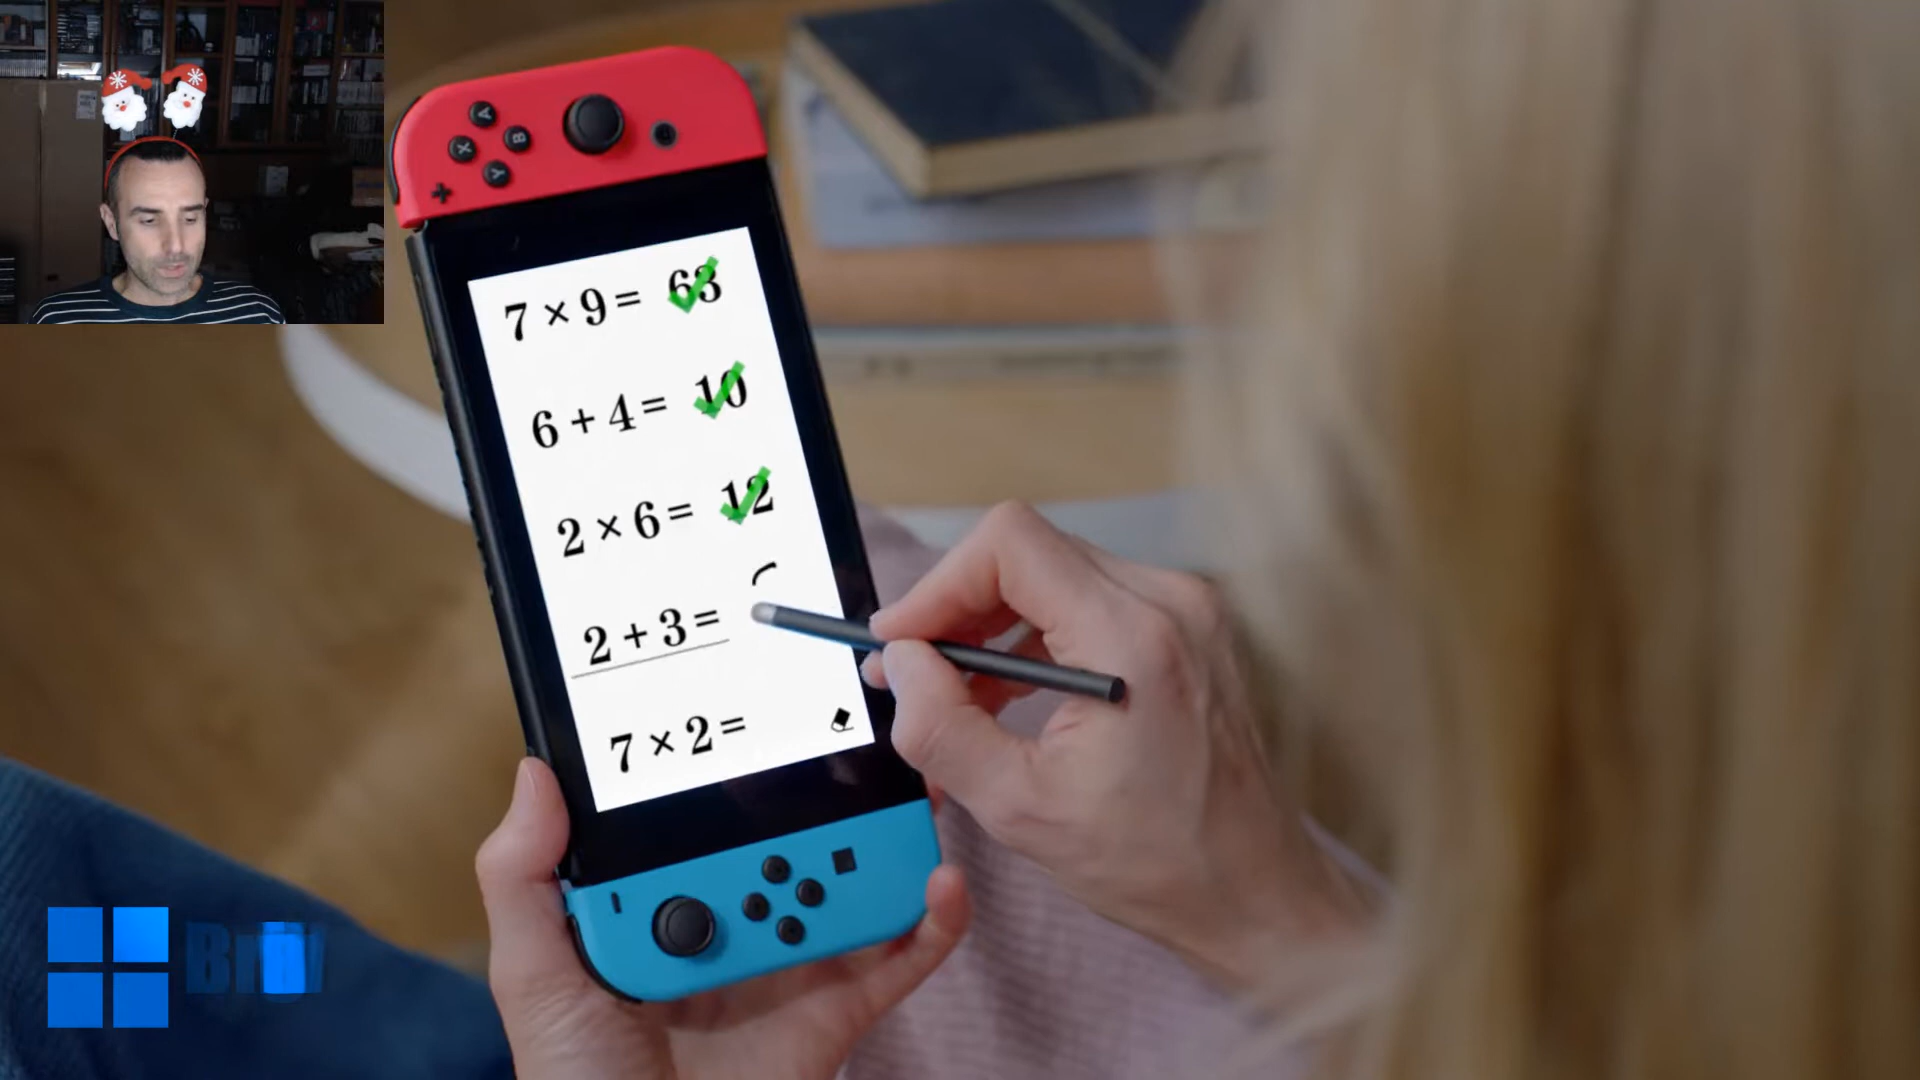 A
X B
Y
7 × 9 = 63
6 + 4 = 10
2 × 6 = 12
2 + 3 =
7 × 2 =